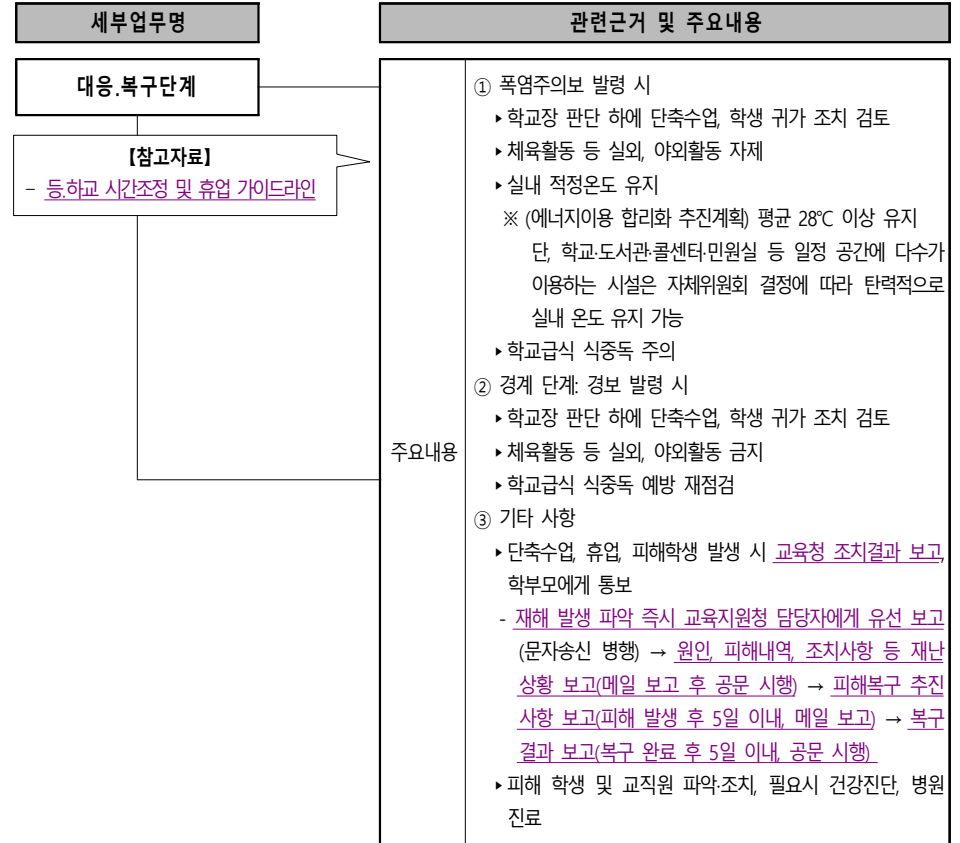 세부업무명
관련근거 및 주요내용
대응.복구단계
【참고자료】
- 등.하교 시간조정 및 휴업 가이드라인
주요내용
① 폭염주의보 발령 시
▸학교장 판단 하에 단축수업, 학생 귀가 조치 검토
▸체육활동 등 실외, 야외활동 자제
▸실내 적정온도 유지
※ (에너지이용 합리화 추진계획) 평균 28℃ 이상 유지
단, 학교·도서관·콜센터·민원실 등 일정 공간에 다수가
이용하는 시설은 자체위원회 결정에 따라 탄력적으로
실내 온도 유지 가능
▸학교급식 식중독 주의
② 경계 단계: 경보 발령 시
▸학교장 판단 하에 단축수업, 학생 귀가 조치 검토
▸체육활동 등 실외, 야외활동 금지
▸학교급식 식중독 예방 재점검
③ 기타 사항
▸단축수업, 휴업, 피해학생 발생 시 교육청 조치결과 보고,
학부모에게 통보
- 재해 발생 파악 즉시 교육지원청 담당자에게 유선 보고
(문자송신 병행) → 원인, 피해내역, 조치사항 등 재난
상황 보고(메일 보고 후 공문 시행) → 피해복구 추진
사항 보고(피해 발생 후 5일 이내, 메일 보고) → 복구
결과 보고(복구 완료 후 5일 이내, 공문 시행)
▸피해 학생 및 교직원 파악·조치, 필요시 건강진단, 병원
진료